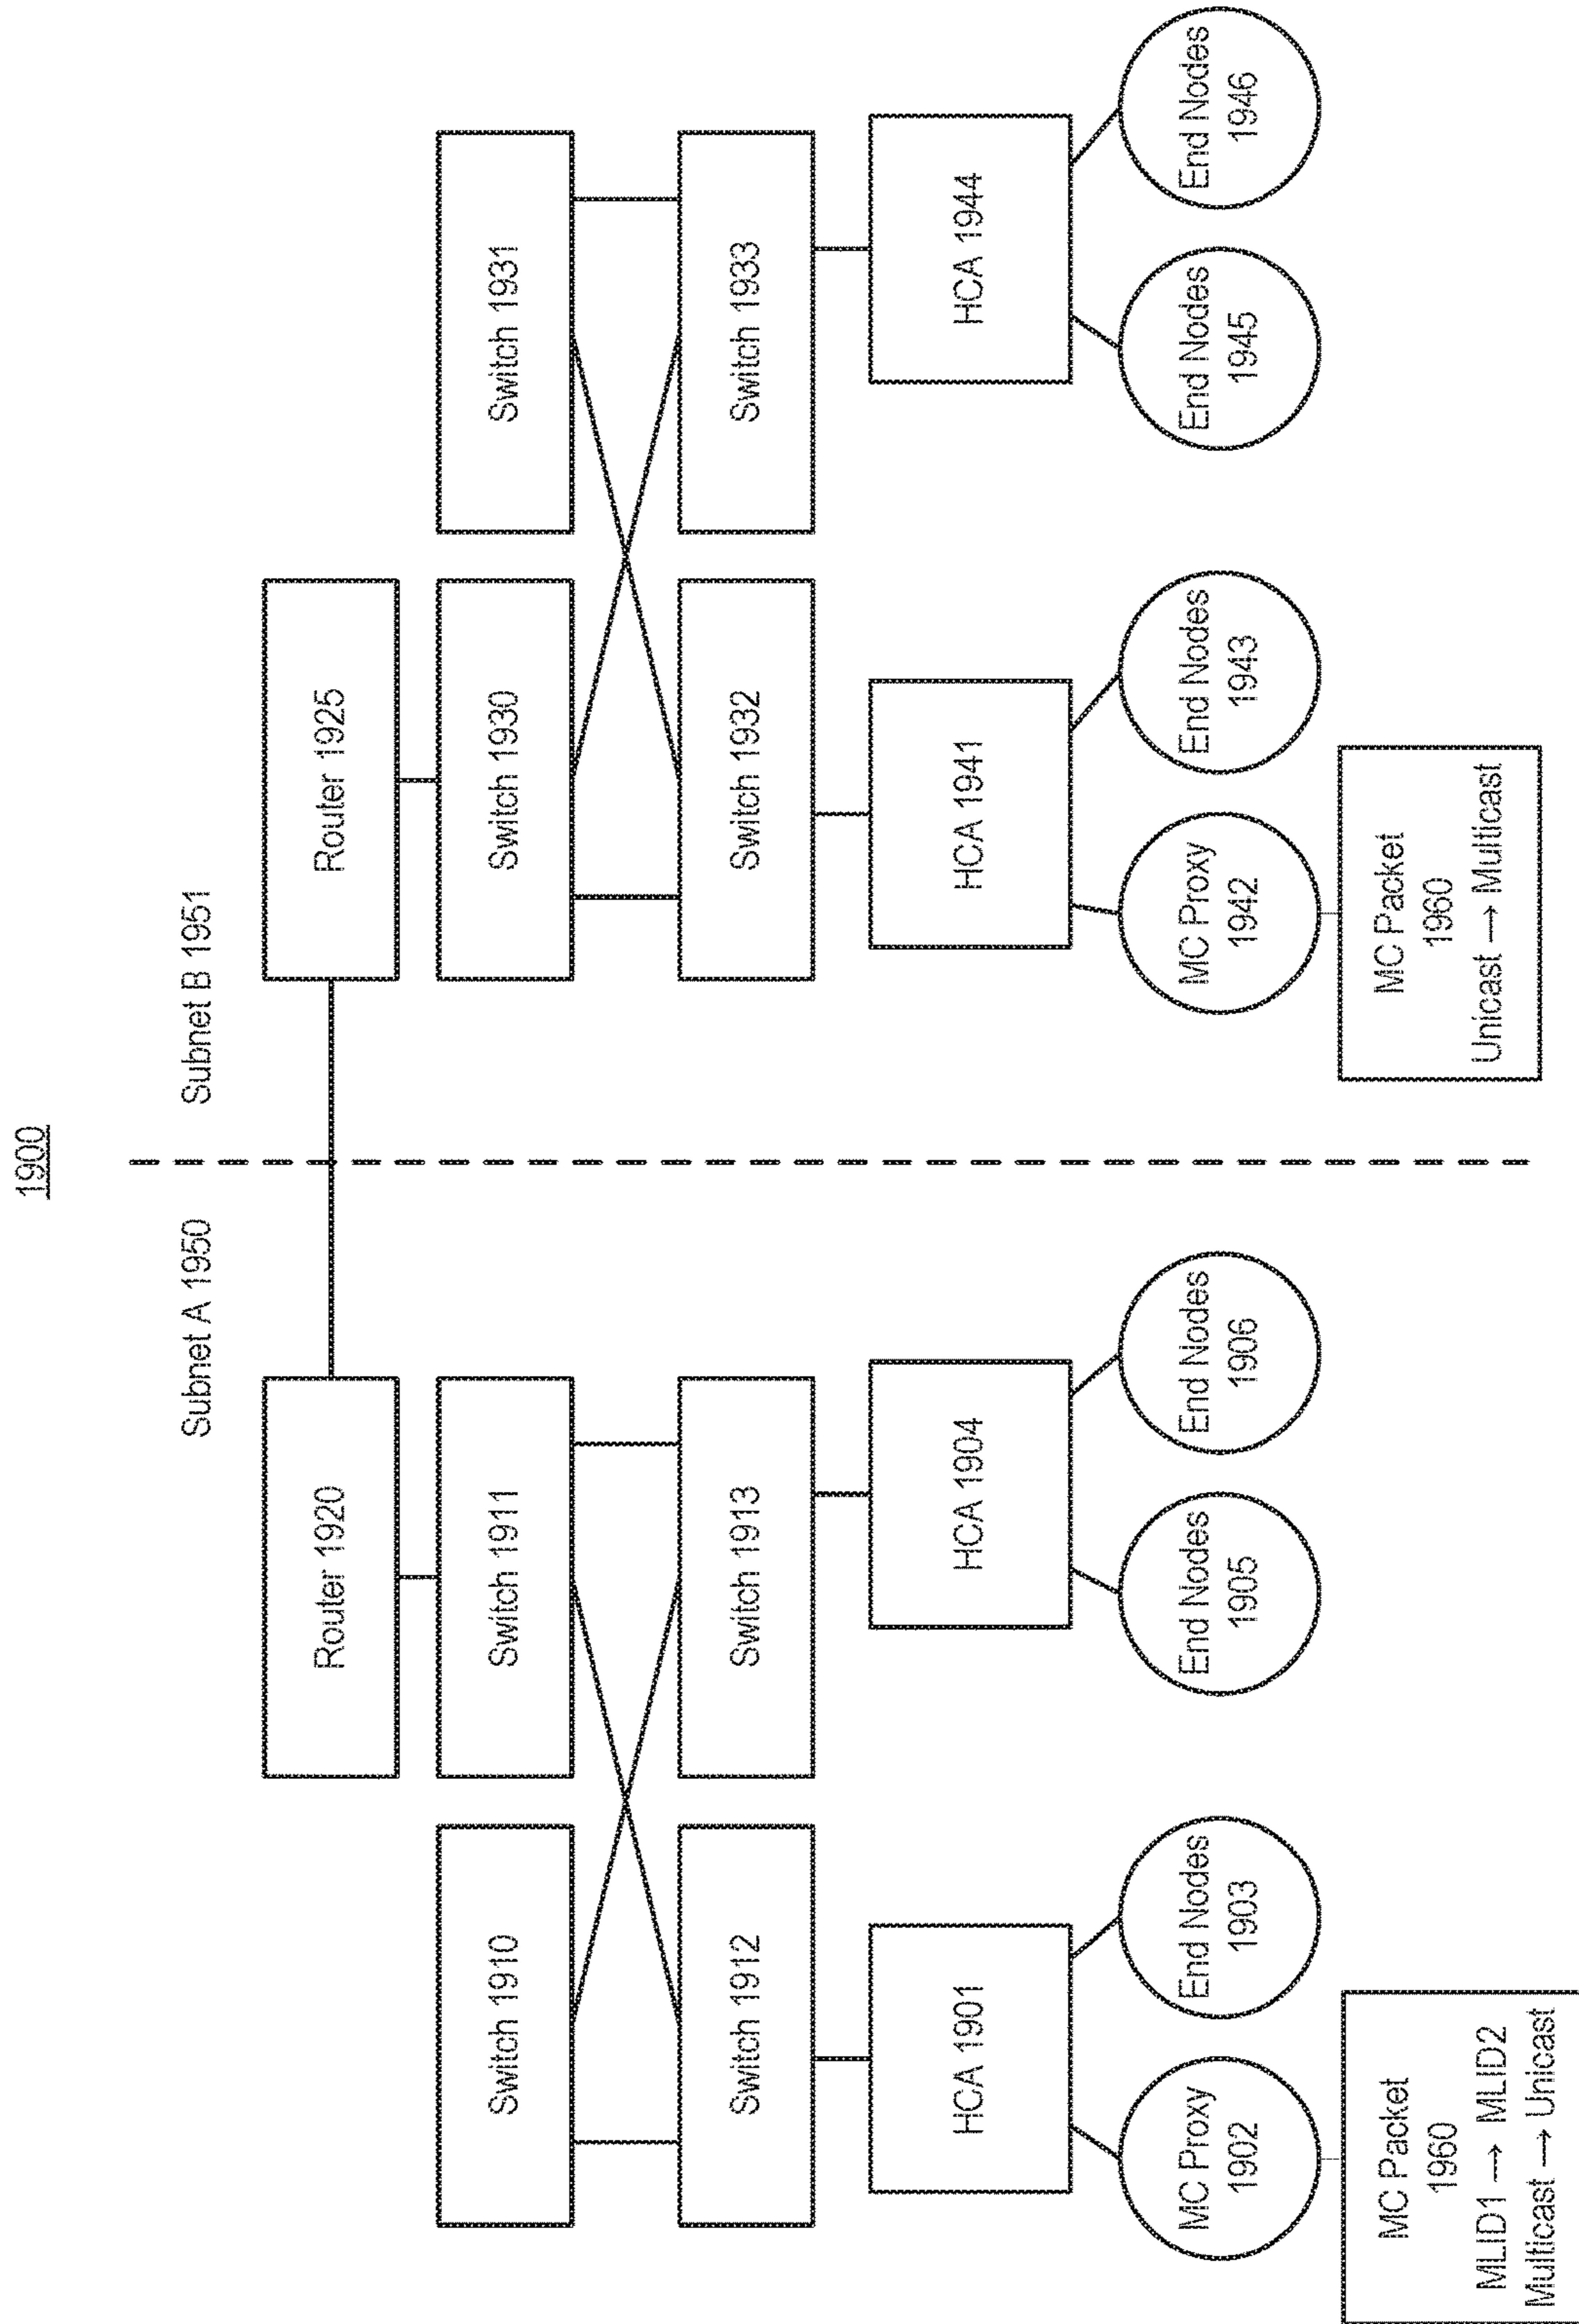 1900
Subnet A 1950
Subnet B 1951
Router 1920
Router 1925
Switch 1910
Switch 1911
Switch 1930
Switch 1931
Switch 1912
Switch 1913
Switch 1932
Switch 1933
HCA 1901
HCA 1904
HCA 1941
HCA 1944
MC Proxy
1902
End Nodes
1903
End Nodes
1905
End Nodes
1906
MC Proxy
1942
End Nodes
1943
End Nodes
1945
End Nodes
1946
MC Packet
1960
MLID1 → MLID2
Multicast → Unicast
MC Packet
1960
Unicast → Multicast